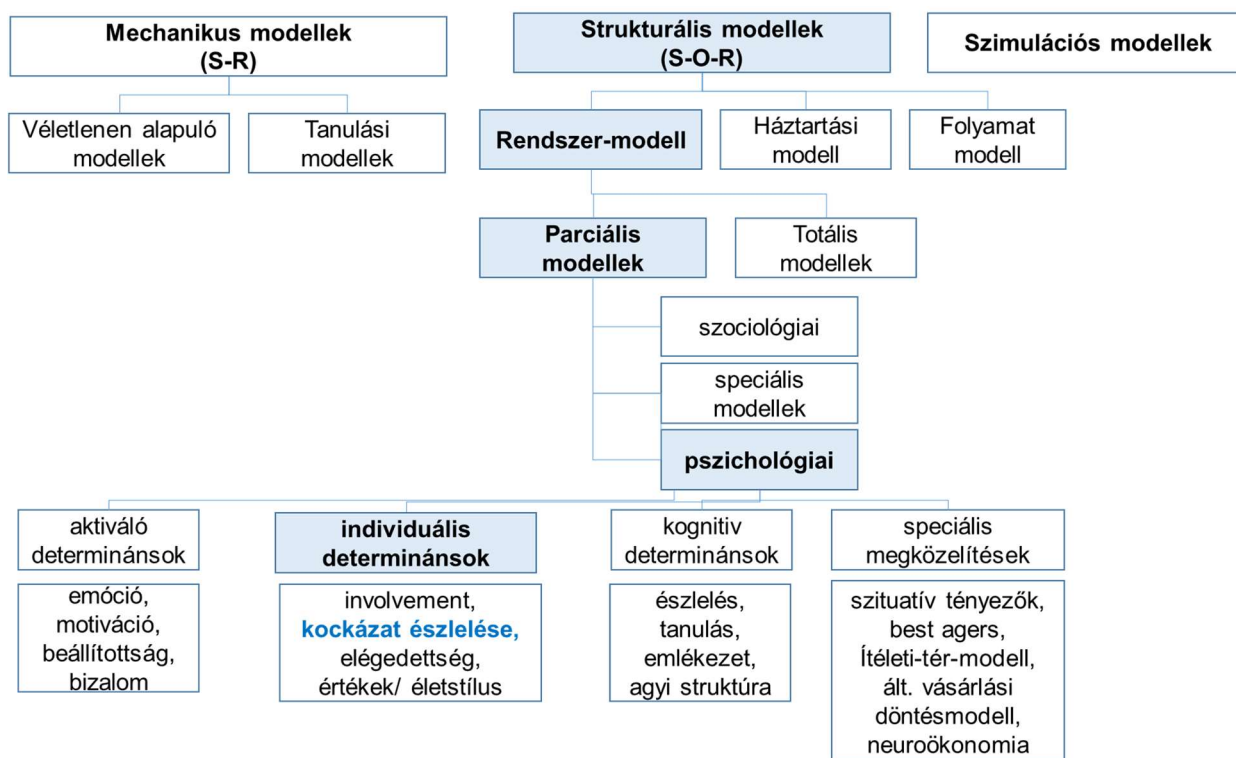 Mechanikus modellek
(S-R)
Strukturális modellek
(S-O-R)
Szimulációs modellek
Véletlenen alapuló
modellek
Tanulási
modellek
Rendszer-modell
Háztartási
modell
Folyamat
modell
Parciális
modellek
Totális
modellek
szociológiai
speciális
modellek
pszichológiai
aktiváló
determinánsok
individuális
determinánsok
kognitiv
determinánsok
speciális
megközelítések
emóció,
motiváció,
beállítottság,
bizalom
involvement,
kockázat észlelése,
elégedettség,
értékek/ életstílus
észlelés,
tanulás,
emlékezet,
agyi struktúra
szituatív tényezők,
best agers,
Ítéleti-tér-modell,
ált. vásárlási
döntésmodell,
neuroökonomia